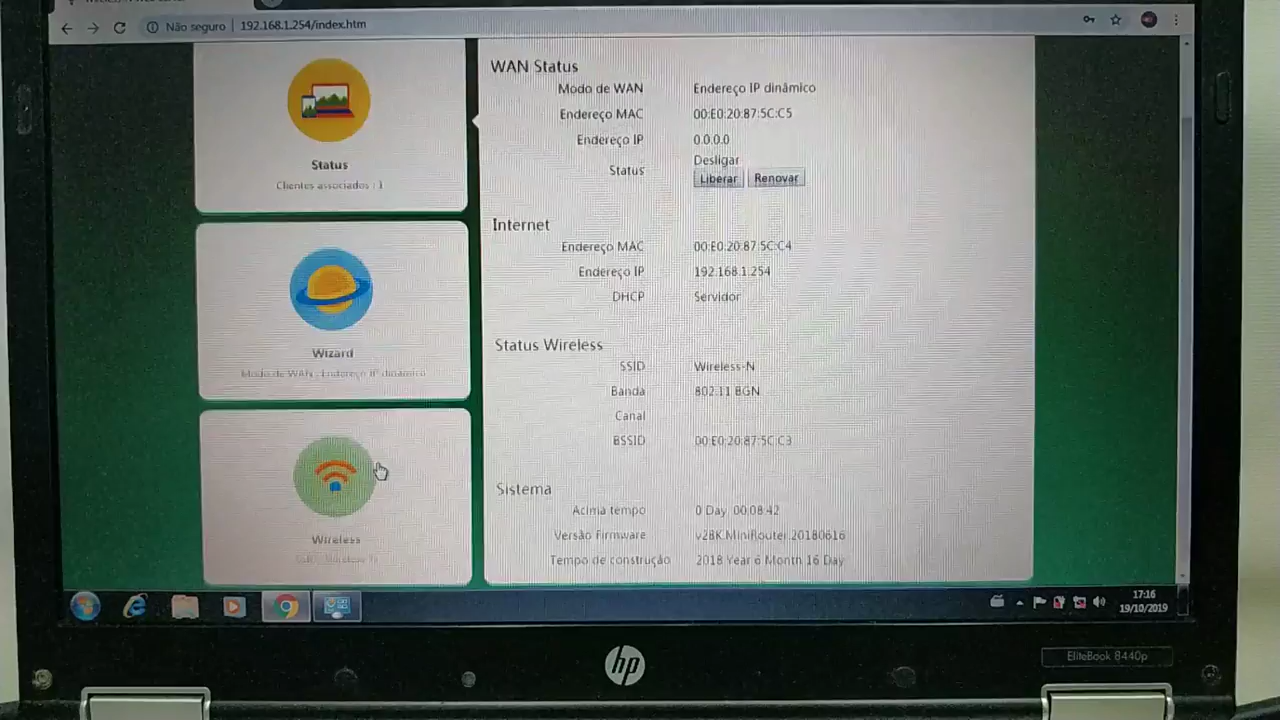 Não seguro | 192.168.1.254/index.htm
Status
Clientes associados : 1
Wizard
Modo de WAN : Endereço IP dinâmico
Wireless
WAN Status
Modo de WAN Endereço IP dinâmico
Endereço MAC 00:E0:20:87:5C:C5
Endereço IP 0.0.0.0
Status Desligar
Liberar Renovar
Internet
Endereço MAC 00:E0:20:87:5C:C4
Endereço IP 192.168.1.254
DHCP Servidor
Status Wireless
SSID Wireless-N
Banda 802.11 BGN
Canal
BSSID 00:E0:20:87:5C:C3
Sistema
Acima tempo 0 Day, 00:08:42
Versão Firmware v28K.MiniRouter.20180616
Tempo de construção 2018 Year 6 Month 16 Day
17:16
19/10/2019
hp
EliteBook 8440p